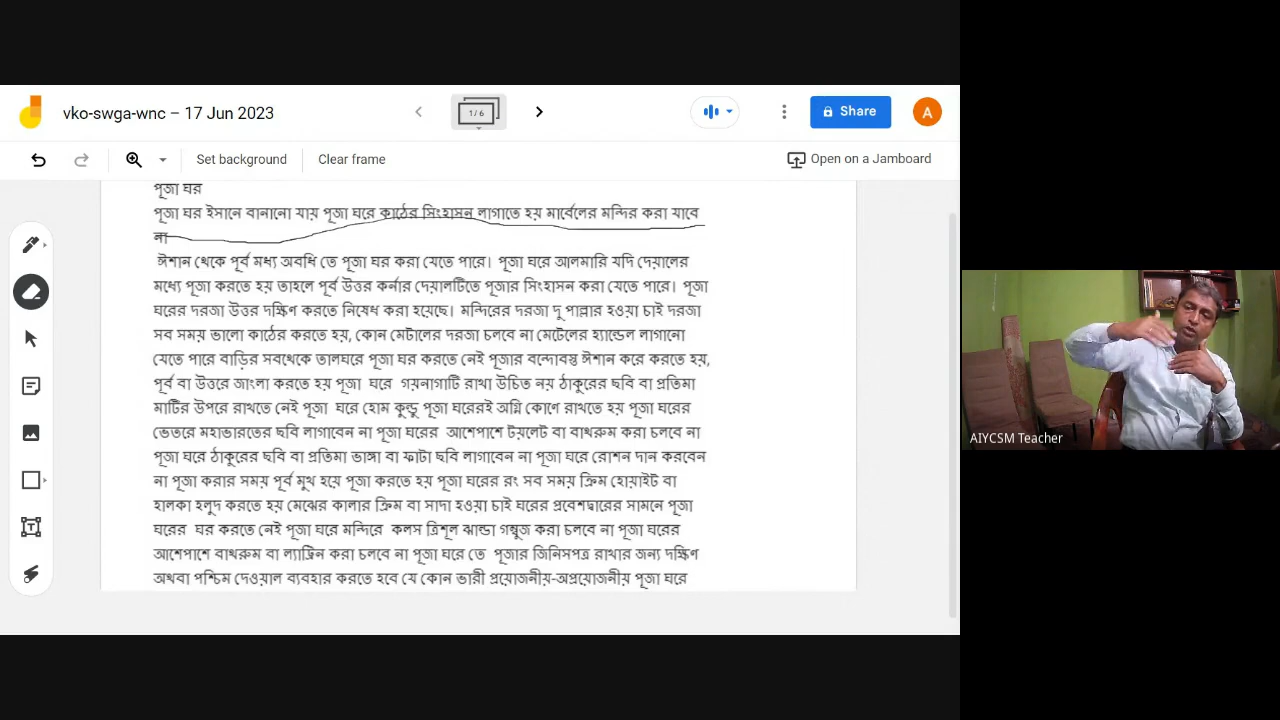 vko-swga-wnc – 17 Jun 2023
1 / 6
Share
A
Set background
Clear frame
Open on a Jamboard
পূজা ঘর
পূজা ঘর ইসানে বানানো যায় পূজা ঘরে কাঠের সিংহাসন লাগাতে হয় মার্বেলের মন্দির করা যাবে
না
ঈশান থেকে পূর্ব মধ্য অবধি তে পূজা ঘর করা যেতে পারে। পূজা ঘরে আলমারি যদি দেয়ালের
মধ্যে পূজা করতে হয় তাহলে পূর্ব উত্তর কর্নার দেয়ালটিতে পূজার সিংহাসন করা যেতে পারে। পূজা
ঘরের দরজা উত্তর দক্ষিণ করতে নিষেধ করা হয়েছে। মন্দিরের দরজা দু পাল্লার হওয়া চাই দরজা
সব সময় ভালো কাঠের করতে হয়, কোন মেটালের দরজা চলবে না মেটেলের হ্যান্ডেল লাগানো
যেতে পারে বাড়ির সবথেকে তালঘরে পূজা ঘর করতে নেই পূজার বন্দোবস্ত ঈশান করে করতে হয়,
পূর্ব বা উত্তরে জাংলা করতে হয় পূজা ঘরে গয়নাগাটি রাখা উচিত নয় ঠাকুরের ছবি বা প্রতিমা
মাটির উপরে রাখতে নেই পূজা ঘরে হোম কুন্ডু পূজা ঘরেরই অগ্নি কোণে রাখতে হয় পূজা ঘরের
ভেতরে মহাভারতের ছবি লাগাবেন না পূজা ঘরের আশেপাশে টয়লেট বা বাথরুম করা চলবে না
পূজা ঘরে ঠাকুরের ছবি বা প্রতিমা ভাঙ্গা বা ফাটা ছবি লাগাবেন না পূজা ঘরে রোশন দান করবেন
না পূজা করার সময় পূর্ব মুখ হয়ে পূজা করতে হয় পূজা ঘরের রং সব সময় ক্রিম হোয়াইট বা
হালকা হলুদ করতে হয় মেঝের কালার ক্রিম বা সাদা হওয়া চাই ঘরের প্রবেশদ্বারের সামনে পূজা
ঘরের ঘর করতে নেই পূজা ঘরে মন্দিরে কলস ত্রিশূল ঝান্ডা গম্বুজ করা চলবে না পূজা ঘরের
আশেপাশে বাথরুম বা ল্যাট্রিন করা চলবে না পূজা ঘরে তে পূজার জিনিসপত্র রাখার জন্য দক্ষিণ
অথবা পশ্চিম দেওয়াল ব্যবহার করতে হবে যে কোন ভারী প্রয়োজনীয়-অপ্রয়োজনীয় পূজা ঘরে
AIYCSM Teacher